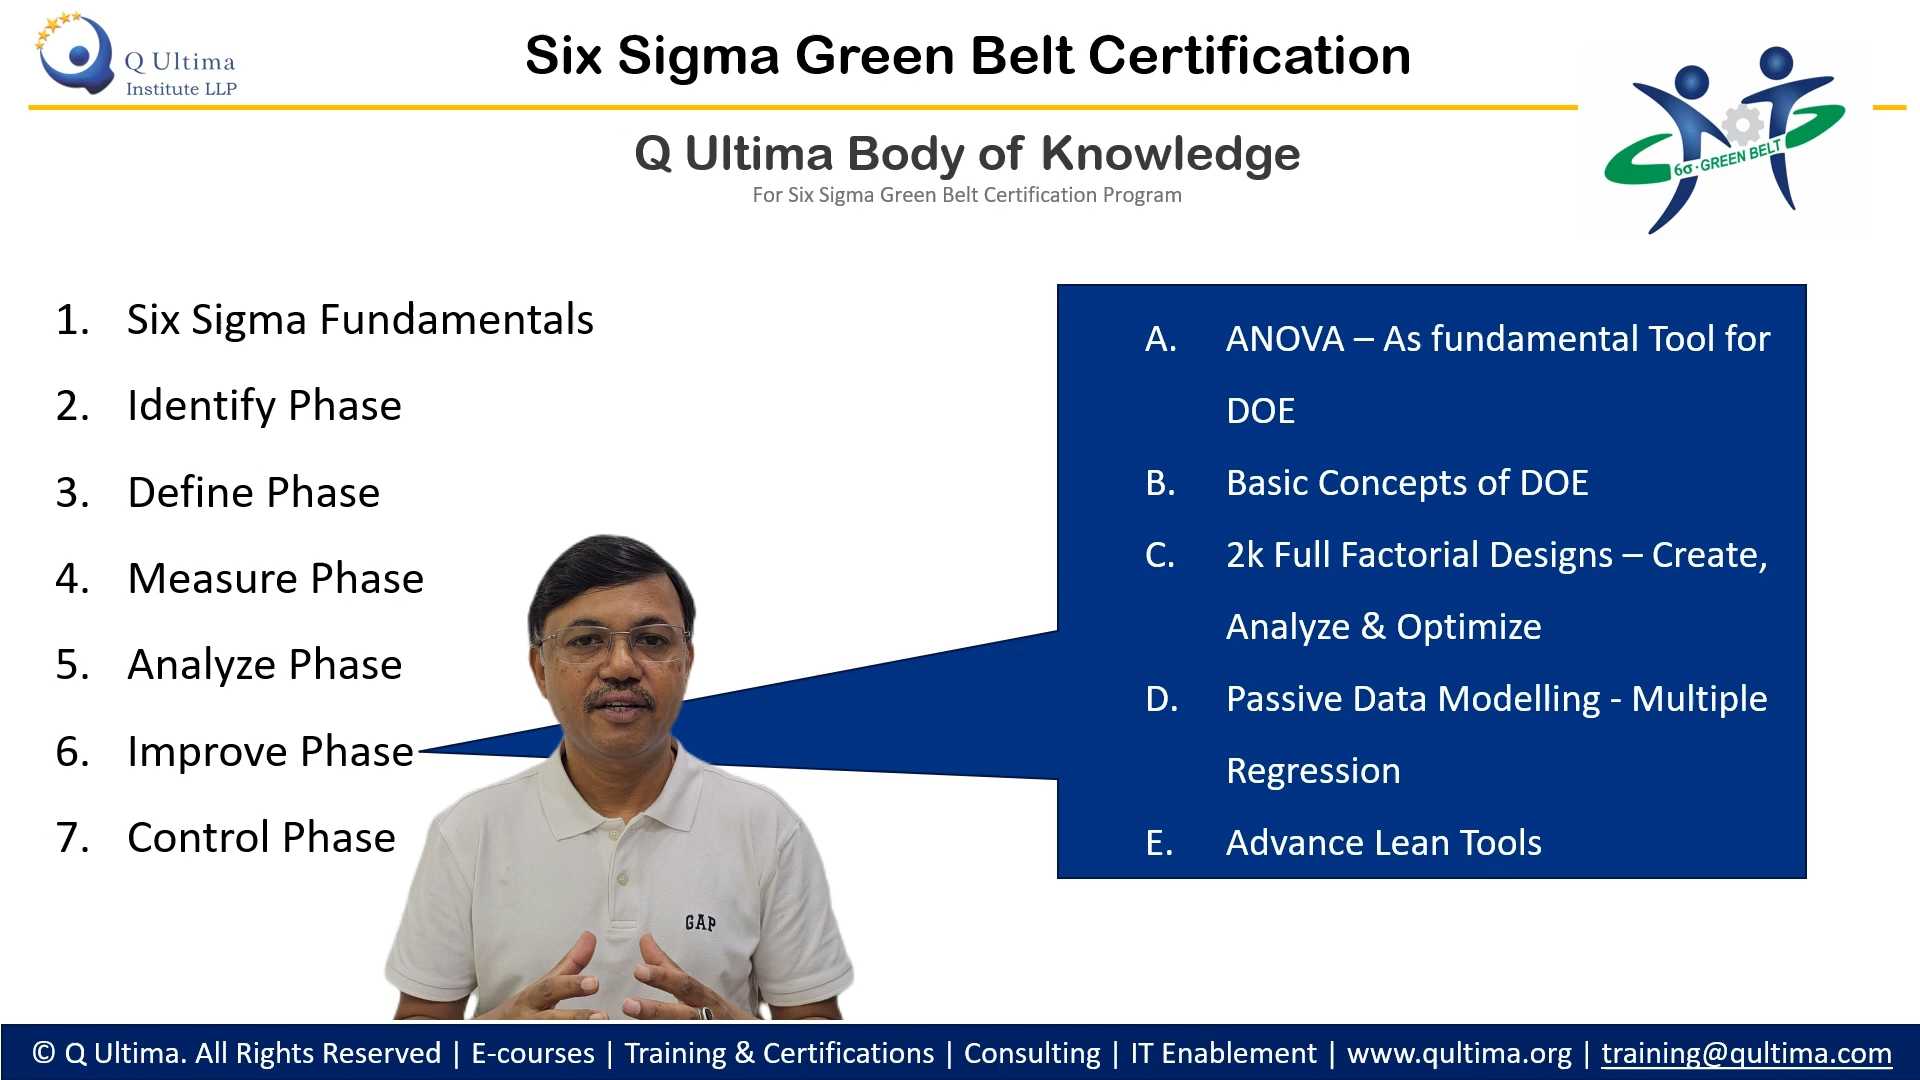 Q Ultima
Institute LLP
Six Sigma Green Belt Certification
6σ·GREEN BELT
Q Ultima Body of Knowledge
For Six Sigma Green Belt Certification Program
1. Six Sigma Fundamentals
2. Identify Phase
3. Define Phase
4. Measure Phase
5. Analyze Phase
6. Improve Phase
7. Control Phase
A. ANOVA – As fundamental Tool for
DOE
B. Basic Concepts of DOE
C. 2k Full Factorial Designs – Create,
Analyze & Optimize
D. Passive Data Modelling - Multiple
Regression
E. Advance Lean Tools
GAP
© Q Ultima. All Rights Reserved | E-courses | Training & Certifications | Consulting | IT Enablement | www.qultima.org | training@qultima.com